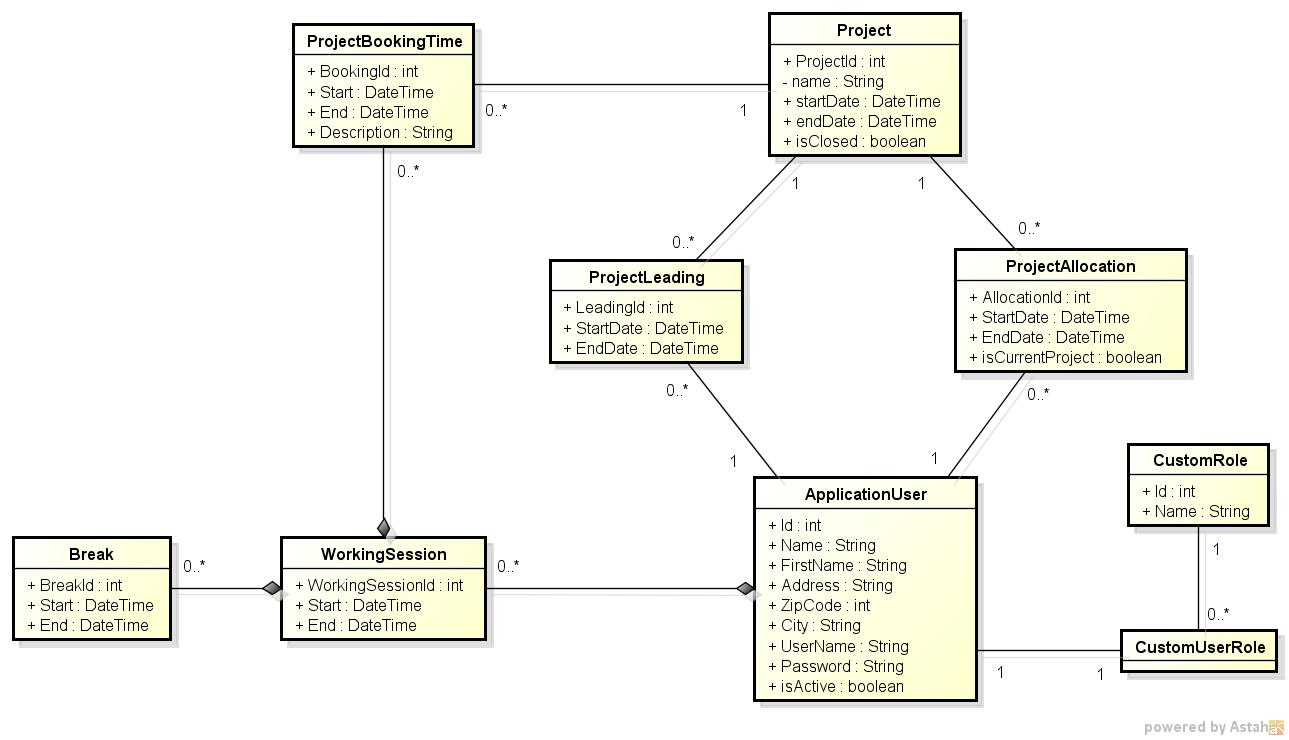 ProjectBookingTime
+ BookingId : int
+ Start : DateTime
+ End : DateTime
+ Description : String
Project
+ ProjectId : int
- name : String
+ startDate : DateTime
+ endDate : DateTime
+ isClosed : boolean
0..*
1
0..*
1
1
0..*
0..*
ProjectLeading
+ LeadingId : int
+ StartDate : DateTime
+ EndDate : DateTime
ProjectAllocation
+ AllocationId : int
+ StartDate : DateTime
+ EndDate : DateTime
+ isCurrentProject : boolean
0..*
0..*
1
1
CustomRole
+ Id : int
+ Name : String
1
0..*
CustomUserRole
ApplicationUser
+ Id : int
+ Name : String
+ FirstName : String
+ Address : String
+ ZipCode : int
+ City : String
+ UserName : String
+ Password : String
+ isActive : boolean
1
1
Break
+ BreakId : int
+ Start : DateTime
+ End : DateTime
0..*
WorkingSession
+ WorkingSessionId : int
+ Start : DateTime
+ End : DateTime
0..*
powered by Astah